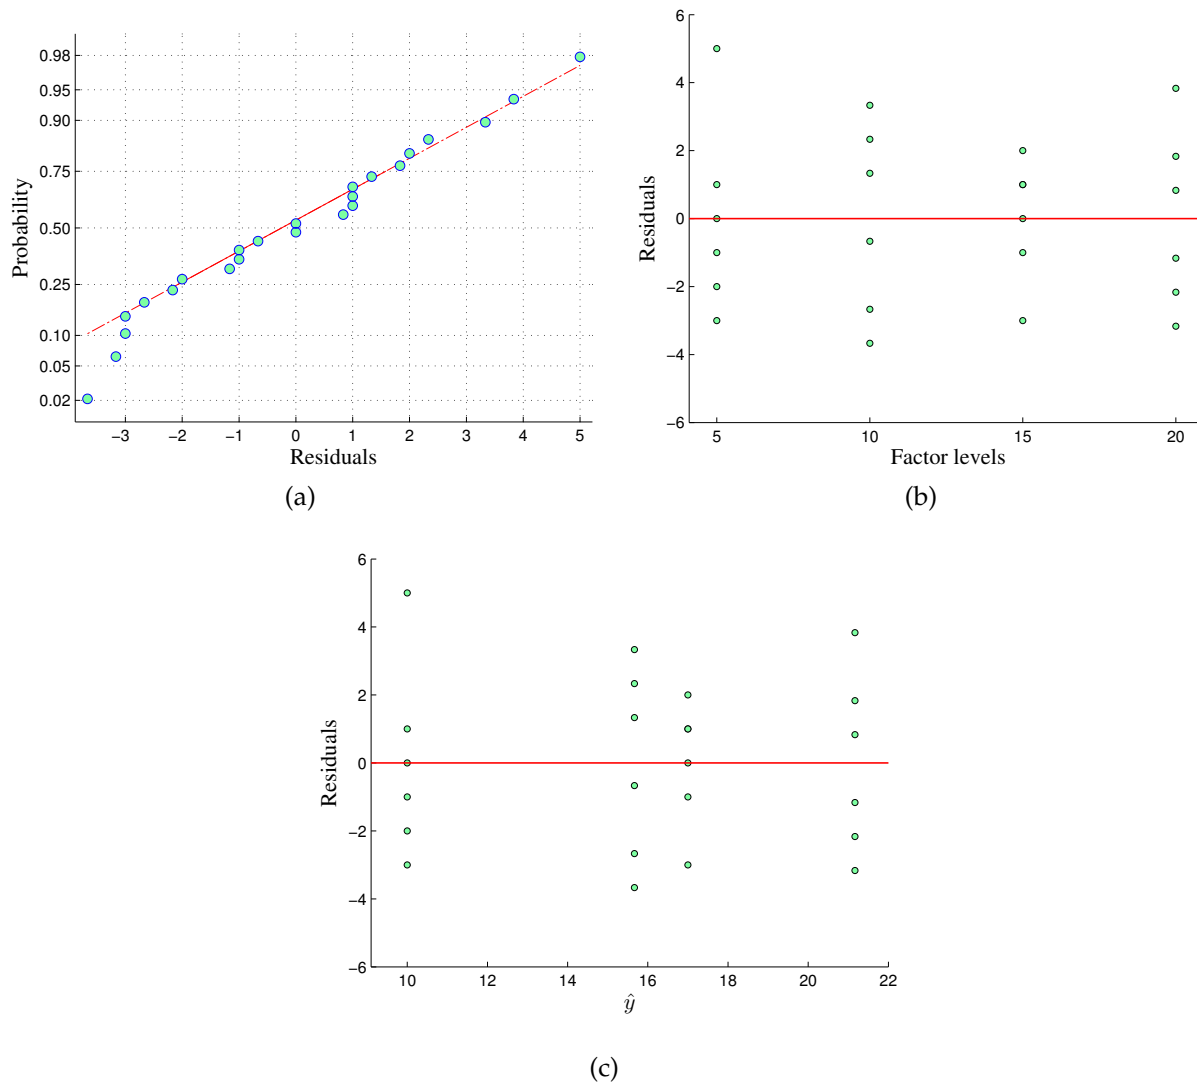 0.98
0.95
0.90
0.75
0.50
0.25
0.10
0.05
0.02
Probability
−3 −2 −1 0 1 2 3 4 5
Residuals
(a)
6
4
2
0
−2
−4
−6
Residuals
5 10 15 20
Factor levels
(b)
6
4
2
0
−2
−4
−6
Residuals
10 12 14 16 18 20 22
ŷ
(c)